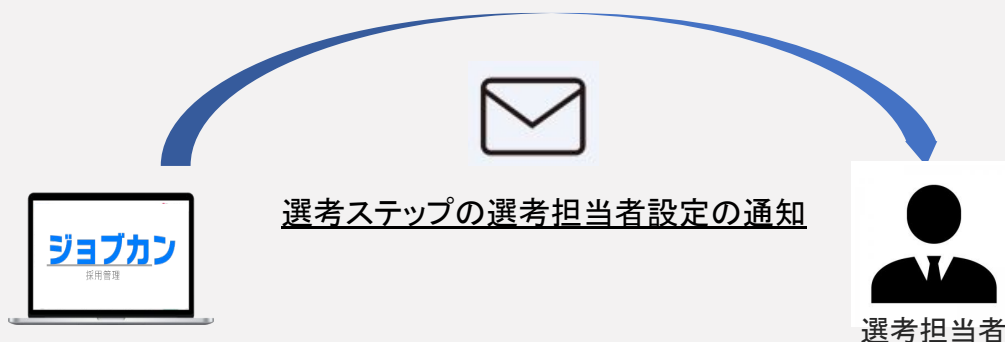 選考ステップの選考担当者設定の通知
ジョブカン
採用管理
選考担当者